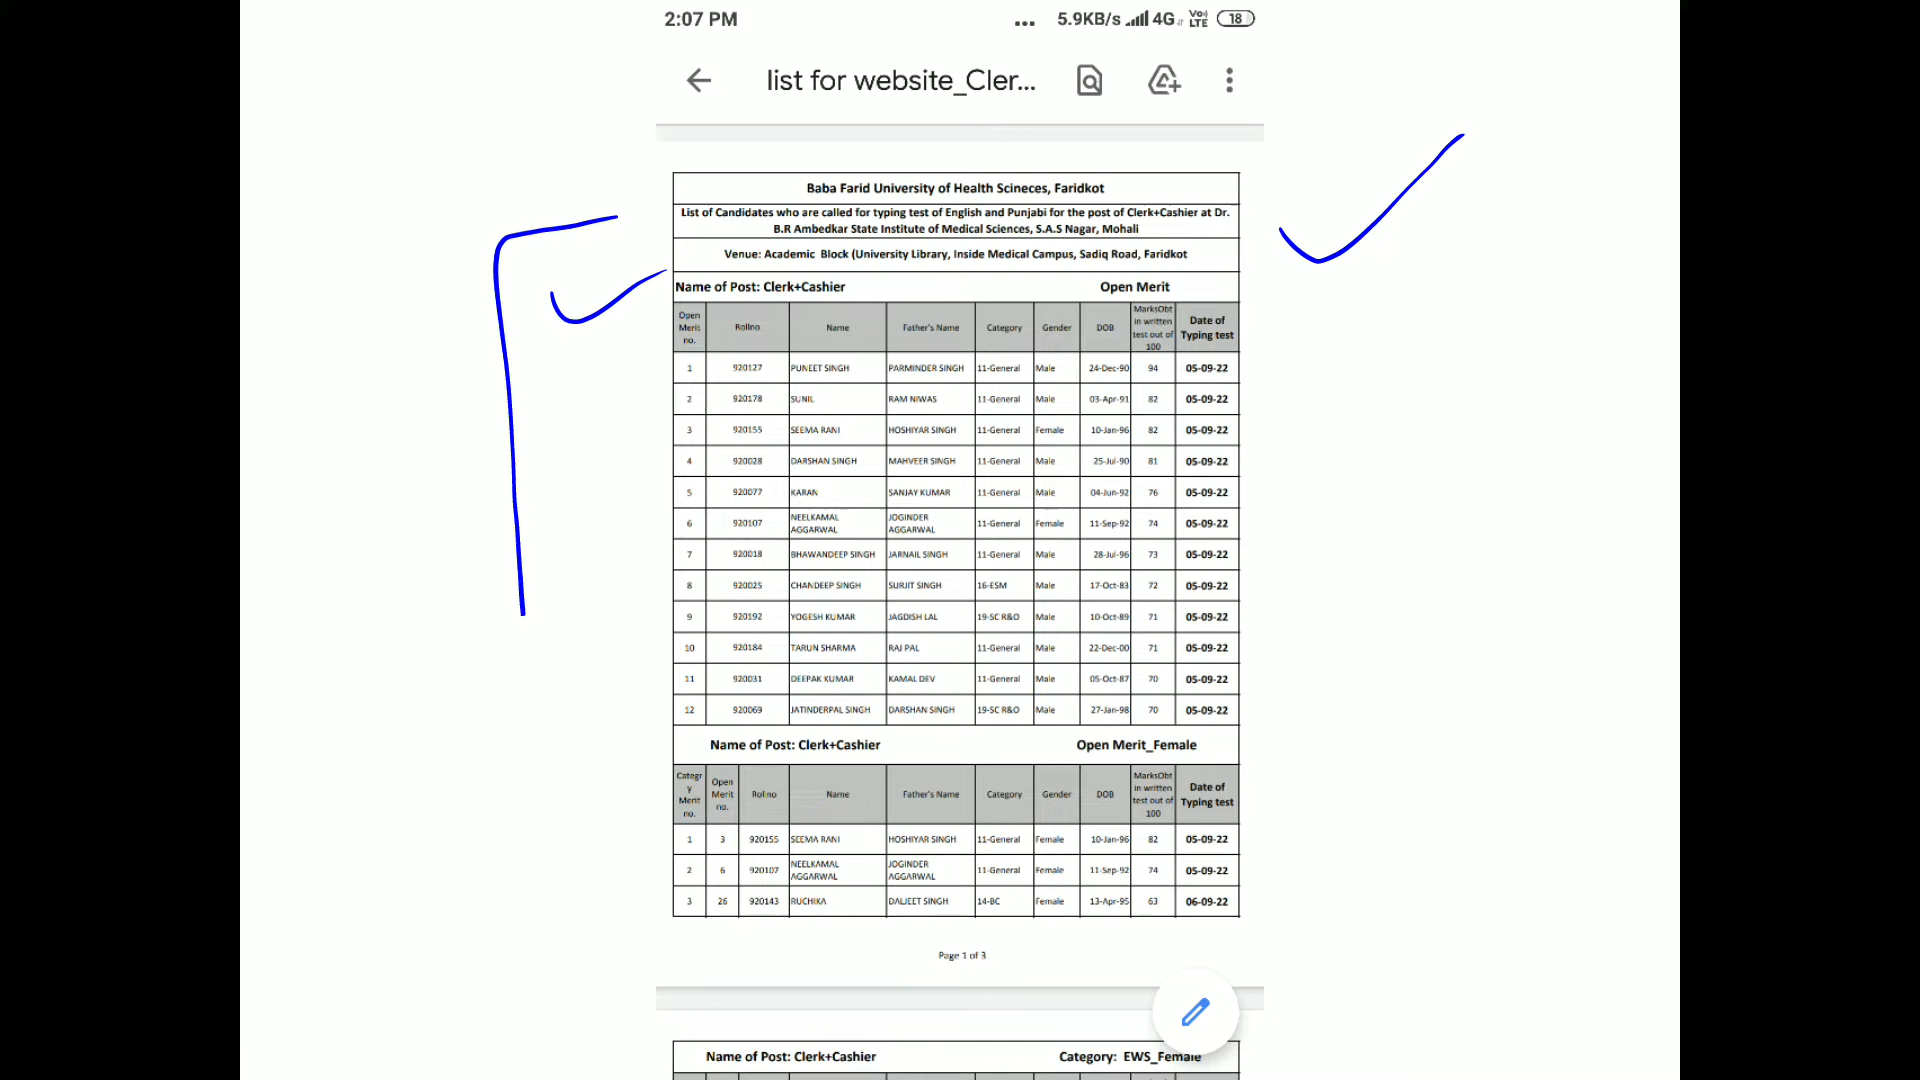 2:07 PM ... 5.9KB/s 4G Vo) LTE 18
list for website_Cler...
Baba Farid University of Health Scineces, Faridkot
List of Candidates who are called for typing test of English and Punjabi for the post of Clerk+Cashier at Dr.
B.R Ambedkar State Institute of Medical Sciences, S.A.S Nagar, Mohali
Venue: Academic Block (University Library, Inside Medical Campus, Sadiq Road, Faridkot
Name of Post: Clerk+Cashier Open Merit
Open Merit no. Rollno Name Father's Name Category Gender DOB MarksObt in written test out of 100 Date of Typing test
1 920127 PUNEET SINGH PARMINDER SINGH 11-General Male 24-Dec-90 94 05-09-22
2 920178 SUNIL RAM NIWAS 11-General Male 03-Apr-91 82 05-09-22
3 920155 SEEMA RANI HOSHIYAR SINGH 11-General Female 10-Jan-96 82 05-09-22
4 920028 DARSHAN SINGH MAHVEER SINGH 11-General Male 25-Jul-90 81 05-09-22
5 920077 KARAN SANJAY KUMAR 11-General Male 04-Jun-92 76 05-09-22
6 920107 NEELKAMAL AGGARWAL JOGINDER AGGARWAL 11-General Female 11-Sep-92 74 05-09-22
7 920018 BHAWANDEEP SINGH JARNAIL SINGH 11-General Male 28-Jul-96 73 05-09-22
8 920025 CHANDEEP SINGH SURJIT SINGH 16-ESM Male 17-Oct-83 72 05-09-22
9 920192 YOGESH KUMAR JAGDISH LAL 19-SC R&O Male 10-Oct-89 71 05-09-22
10 920184 TARUN SHARMA RAJ PAL 11-General Male 22-Dec-00 71 05-09-22
11 920031 DEEPAK KUMAR KAMAL DEV 11-General Male 05-Oct-87 70 05-09-22
12 920069 JATINDERPAL SINGH DARSHAN SINGH 19-SC R&O Male 27-Jan-98 70 05-09-22
Name of Post: Clerk+Cashier Open Merit_Female
Categr y Merit no. Open Merit no. Rol no Name Father's Name Category Gender DOB MarksObt in written test out of 100 Date of Typing test
1 3 920155 SEEMA RANI HOSHIYAR SINGH 11-General Female 10-Jan-96 82 05-09-22
2 6 920107 NEELKAMAL AGGARWAL JOGINDER AGGARWAL 11-General Female 11-Sep-92 74 05-09-22
3 26 920143 RUCHIKA DALJEET SINGH 14-BC Female 13-Apr-95 63 06-09-22
Page 1 of 3
Name of Post: Clerk+Cashier Category: EWS_Female